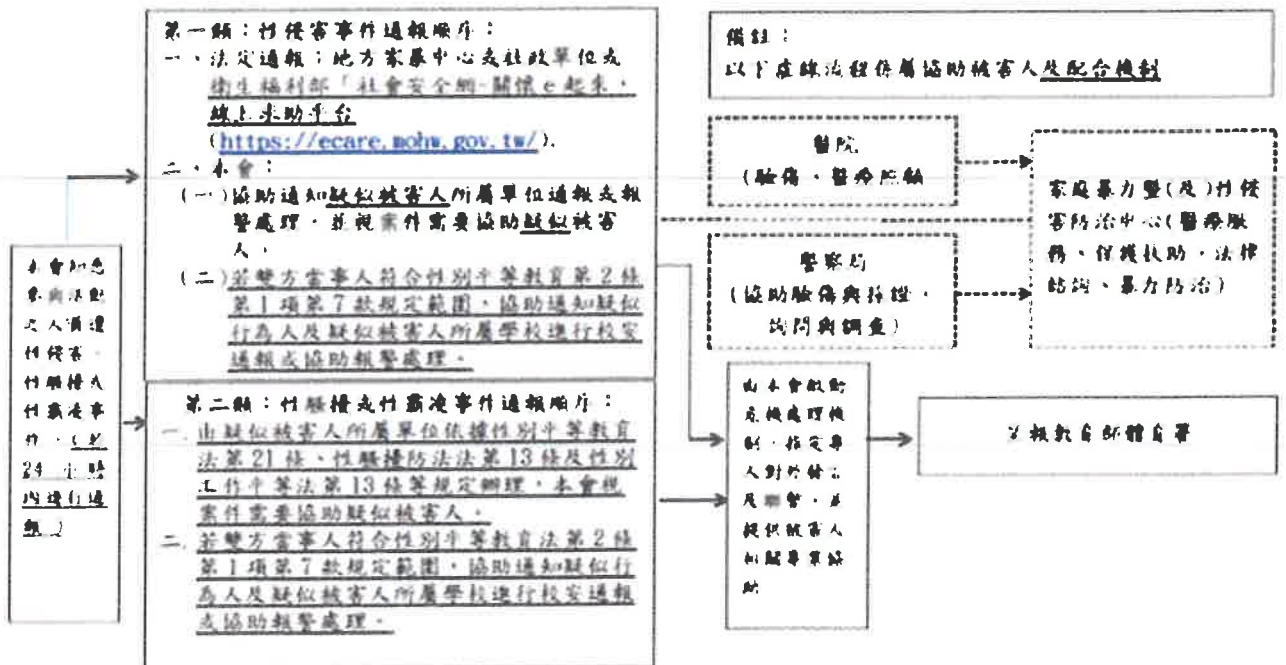 本會知悉
業與活動
之人員遭
性侵害、
性騷擾或
性霸凌事
件,(於
24 小時
內進行通
報。)
第一類:性侵害事件通報順序:
一、法定通報:地方家暴中心或社政單位或
衛生福利部「社會安全網-關懷 e 起來,
線上求助平台
(https://ecare.mohw.gov.tw/)。
二、本會:
(一)協助通知疑似被害人所屬單位通報或報
警處理,並視案件需要協助疑似被害
人。
(二)若雙方當事人符合性別平等教育第 2 條
第 1 項第 7 款規定範圍,協助通知疑似
行為人及疑似被害人所屬學校進行校安
通報或協助報警處理。
第二類:性騷擾或性霸凌事件通報順序:
一、由疑似被害人所屬單位依據性別平等教育
法第 21 條、性騷擾防法法第 13 條及性別
工作平等法第 13 條等規定辦理,本會視
案件需要協助疑似被害人。
二、若雙方當事人符合性別平等教育法第 2 條
第 1 項第 7 款規定範圍,協助通知疑似行
為人及疑似被害人所屬學校進行校安通報
或協助報警處理。
備註:
以下虛線流程係屬協助被害人及配合機制
醫院
(驗傷、醫療照顧
警察局
(協助驗傷與採證、
詢問與調查)
家庭暴力暨(及)性侵
害防治中心(醫療服
務、保護扶助、法律
諮詢、暴力防治)
由本會啟動
危機處理機
制,指定專
人對外發言
及聯繫,並
提供被害人
相關專業協
助
報教育部體育署